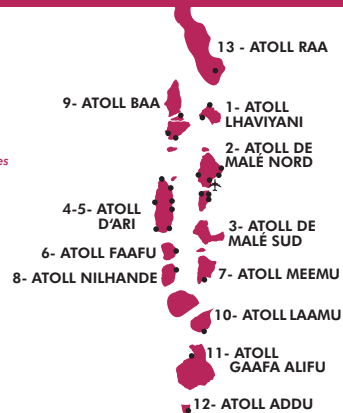 13 - ATOLL RAA
9- ATOLL BAA
1- ATOLL
LHAVIYANI
2- ATOLL DE
MALÉ NORD
es
4-5- ATOLL
D'ARI
3- ATOLL DE
MALÉ SUD
6- ATOLL FAAFU
8- ATOLL NILHANDE
7- ATOLL MEEMU
10- ATOLL LAAMU
11- ATOLL
GAAFA ALIFU
12- ATOLL ADDU